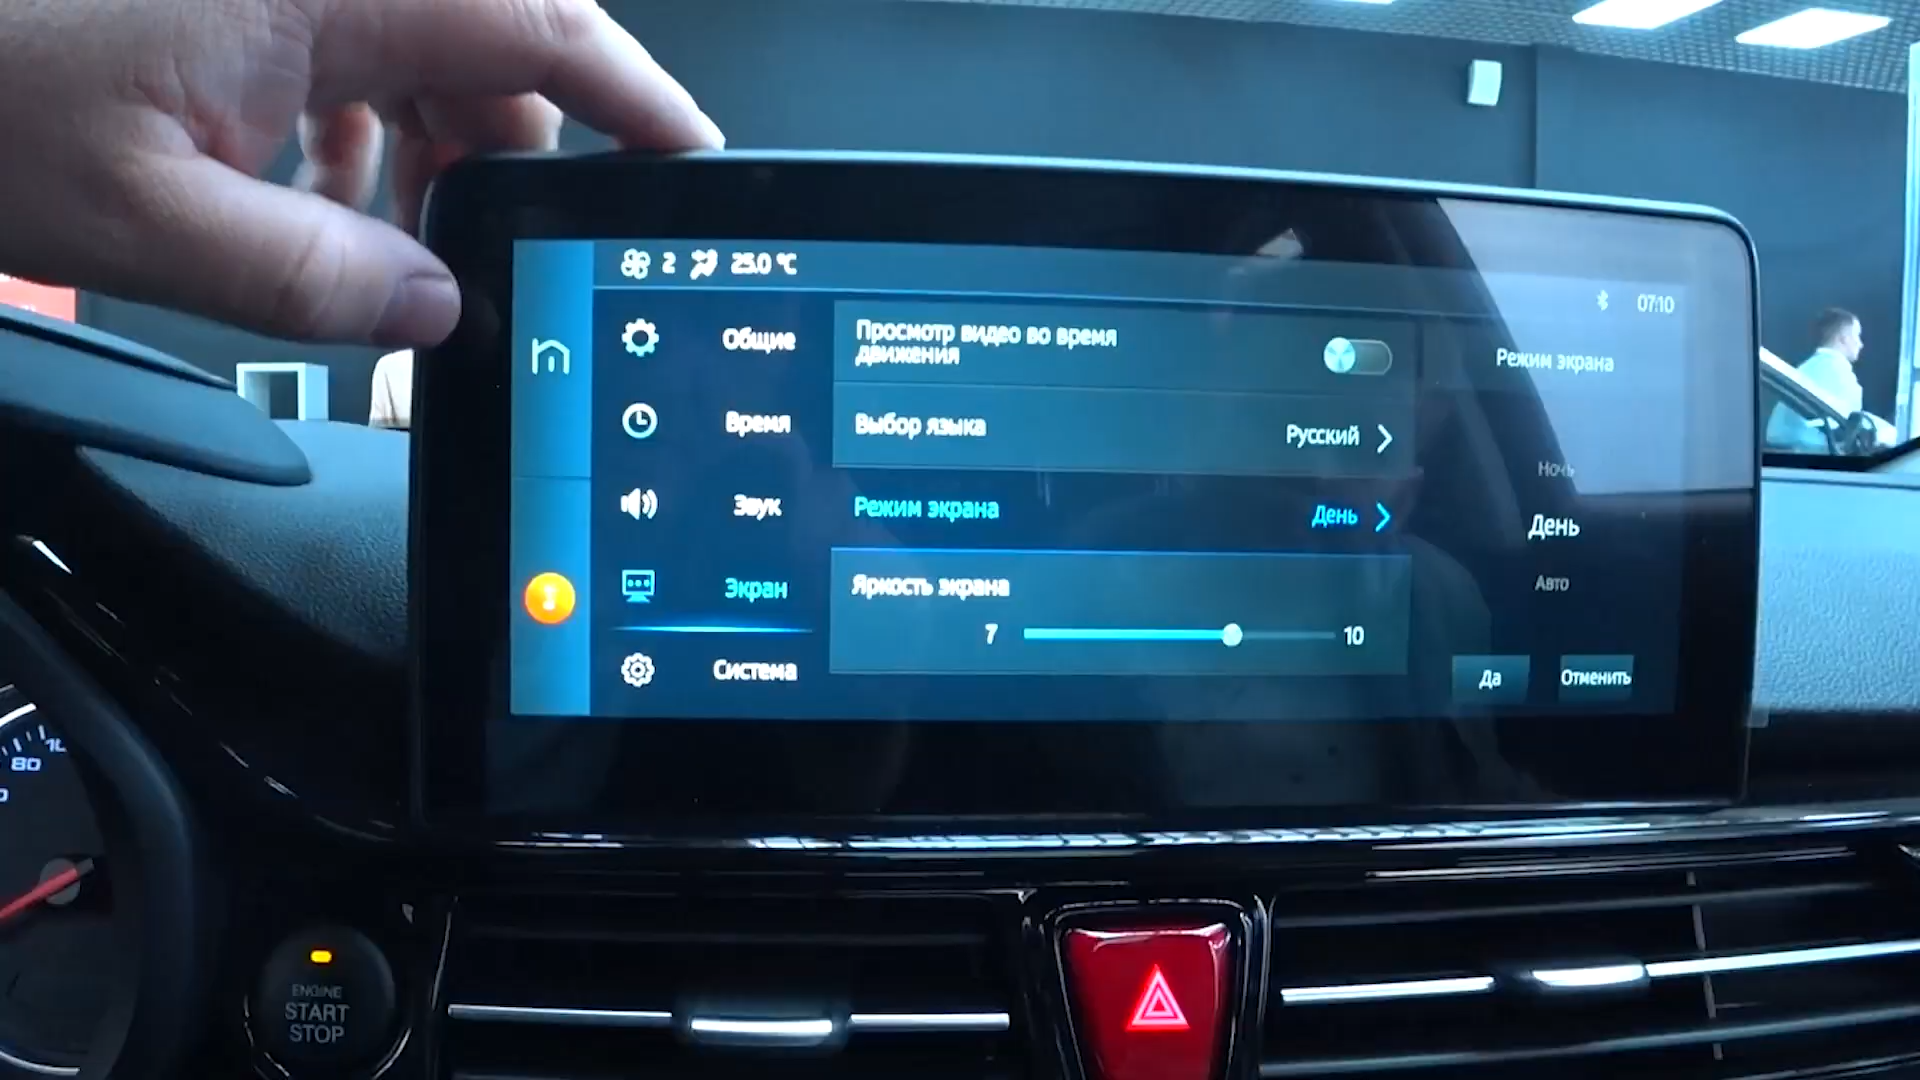 2 25.0 °C
07:10
Общие
Время
Звук
Экран
Система
Просмотр видео во время
движения
Выбор языка
Русский
Режим экрана
День
Яркость экрана
7
10
Режим экрана
Ночь
День
Авто
Да
Отменить
80
ENGINE
START
STOP